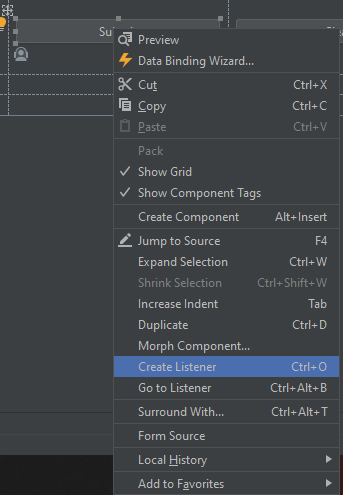 Preview
Data Binding Wizard...
Cut Ctrl+X
Copy Ctrl+C
Paste Ctrl+V
Pack
Show Grid
Show Component Tags
Create Component Alt+Insert
Jump to Source F4
Expand Selection Ctrl+W
Shrink Selection Ctrl+Shift+W
Increase Indent Tab
Duplicate Ctrl+D
Morph Component...
Create Listener Ctrl+O
Go to Listener Ctrl+Alt+B
Surround With... Ctrl+Alt+T
Form Source
Local History
Add to Favorites